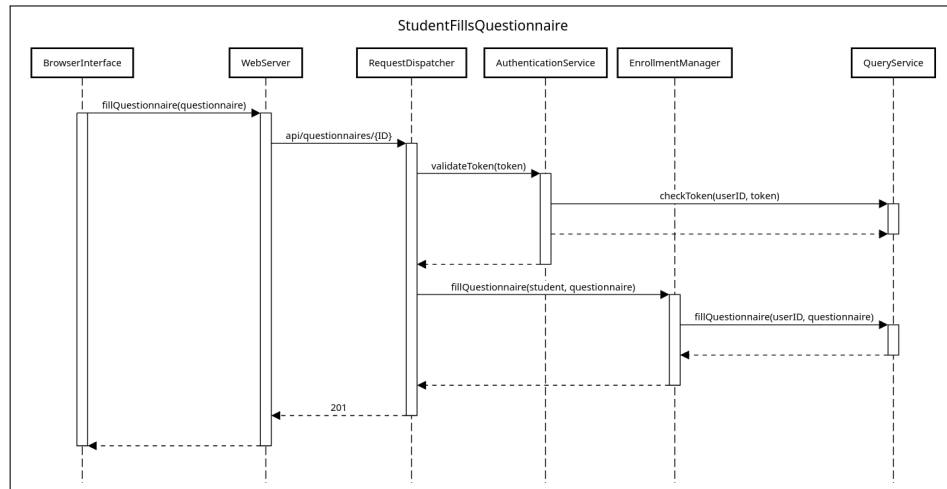 StudentFillsQuestionnaire
BrowserInterface
WebServer
RequestDispatcher
AuthenticationService
EnrollmentManager
QueryService
fillQuestionnaire(questionnaire)
api/questionnaires/{ID}
validateToken(token)
checkToken(userID, token)
fillQuestionnaire(student, questionnaire)
fillQuestionnaire(userID, questionnaire)
201